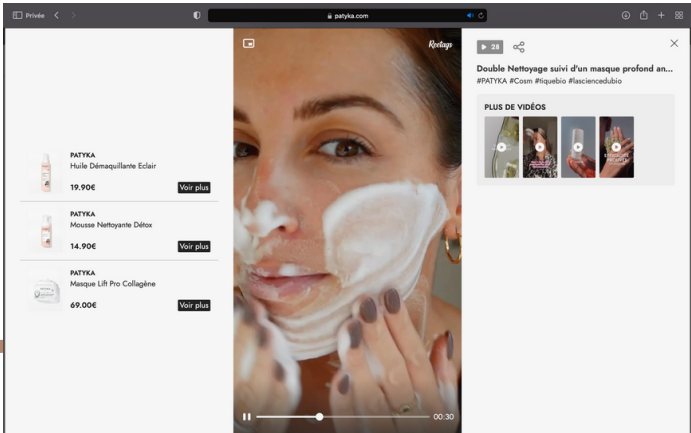 Privée
patyka.com
PATYKA
Huile Démaquillante Eclair
19.90€
Voir plus
PATYKA
Mousse Nettoyante Détox
14.90€
Voir plus
PATYKA
Masque Lift Pro Collagène
69.00€
Voir plus
Reetags
00:30
28
Double Nettoyage suivi d'un masque profond an...
#PATYKA #Cosm #tiquebio #lasciencedubio
PLUS DE VIDÉOS